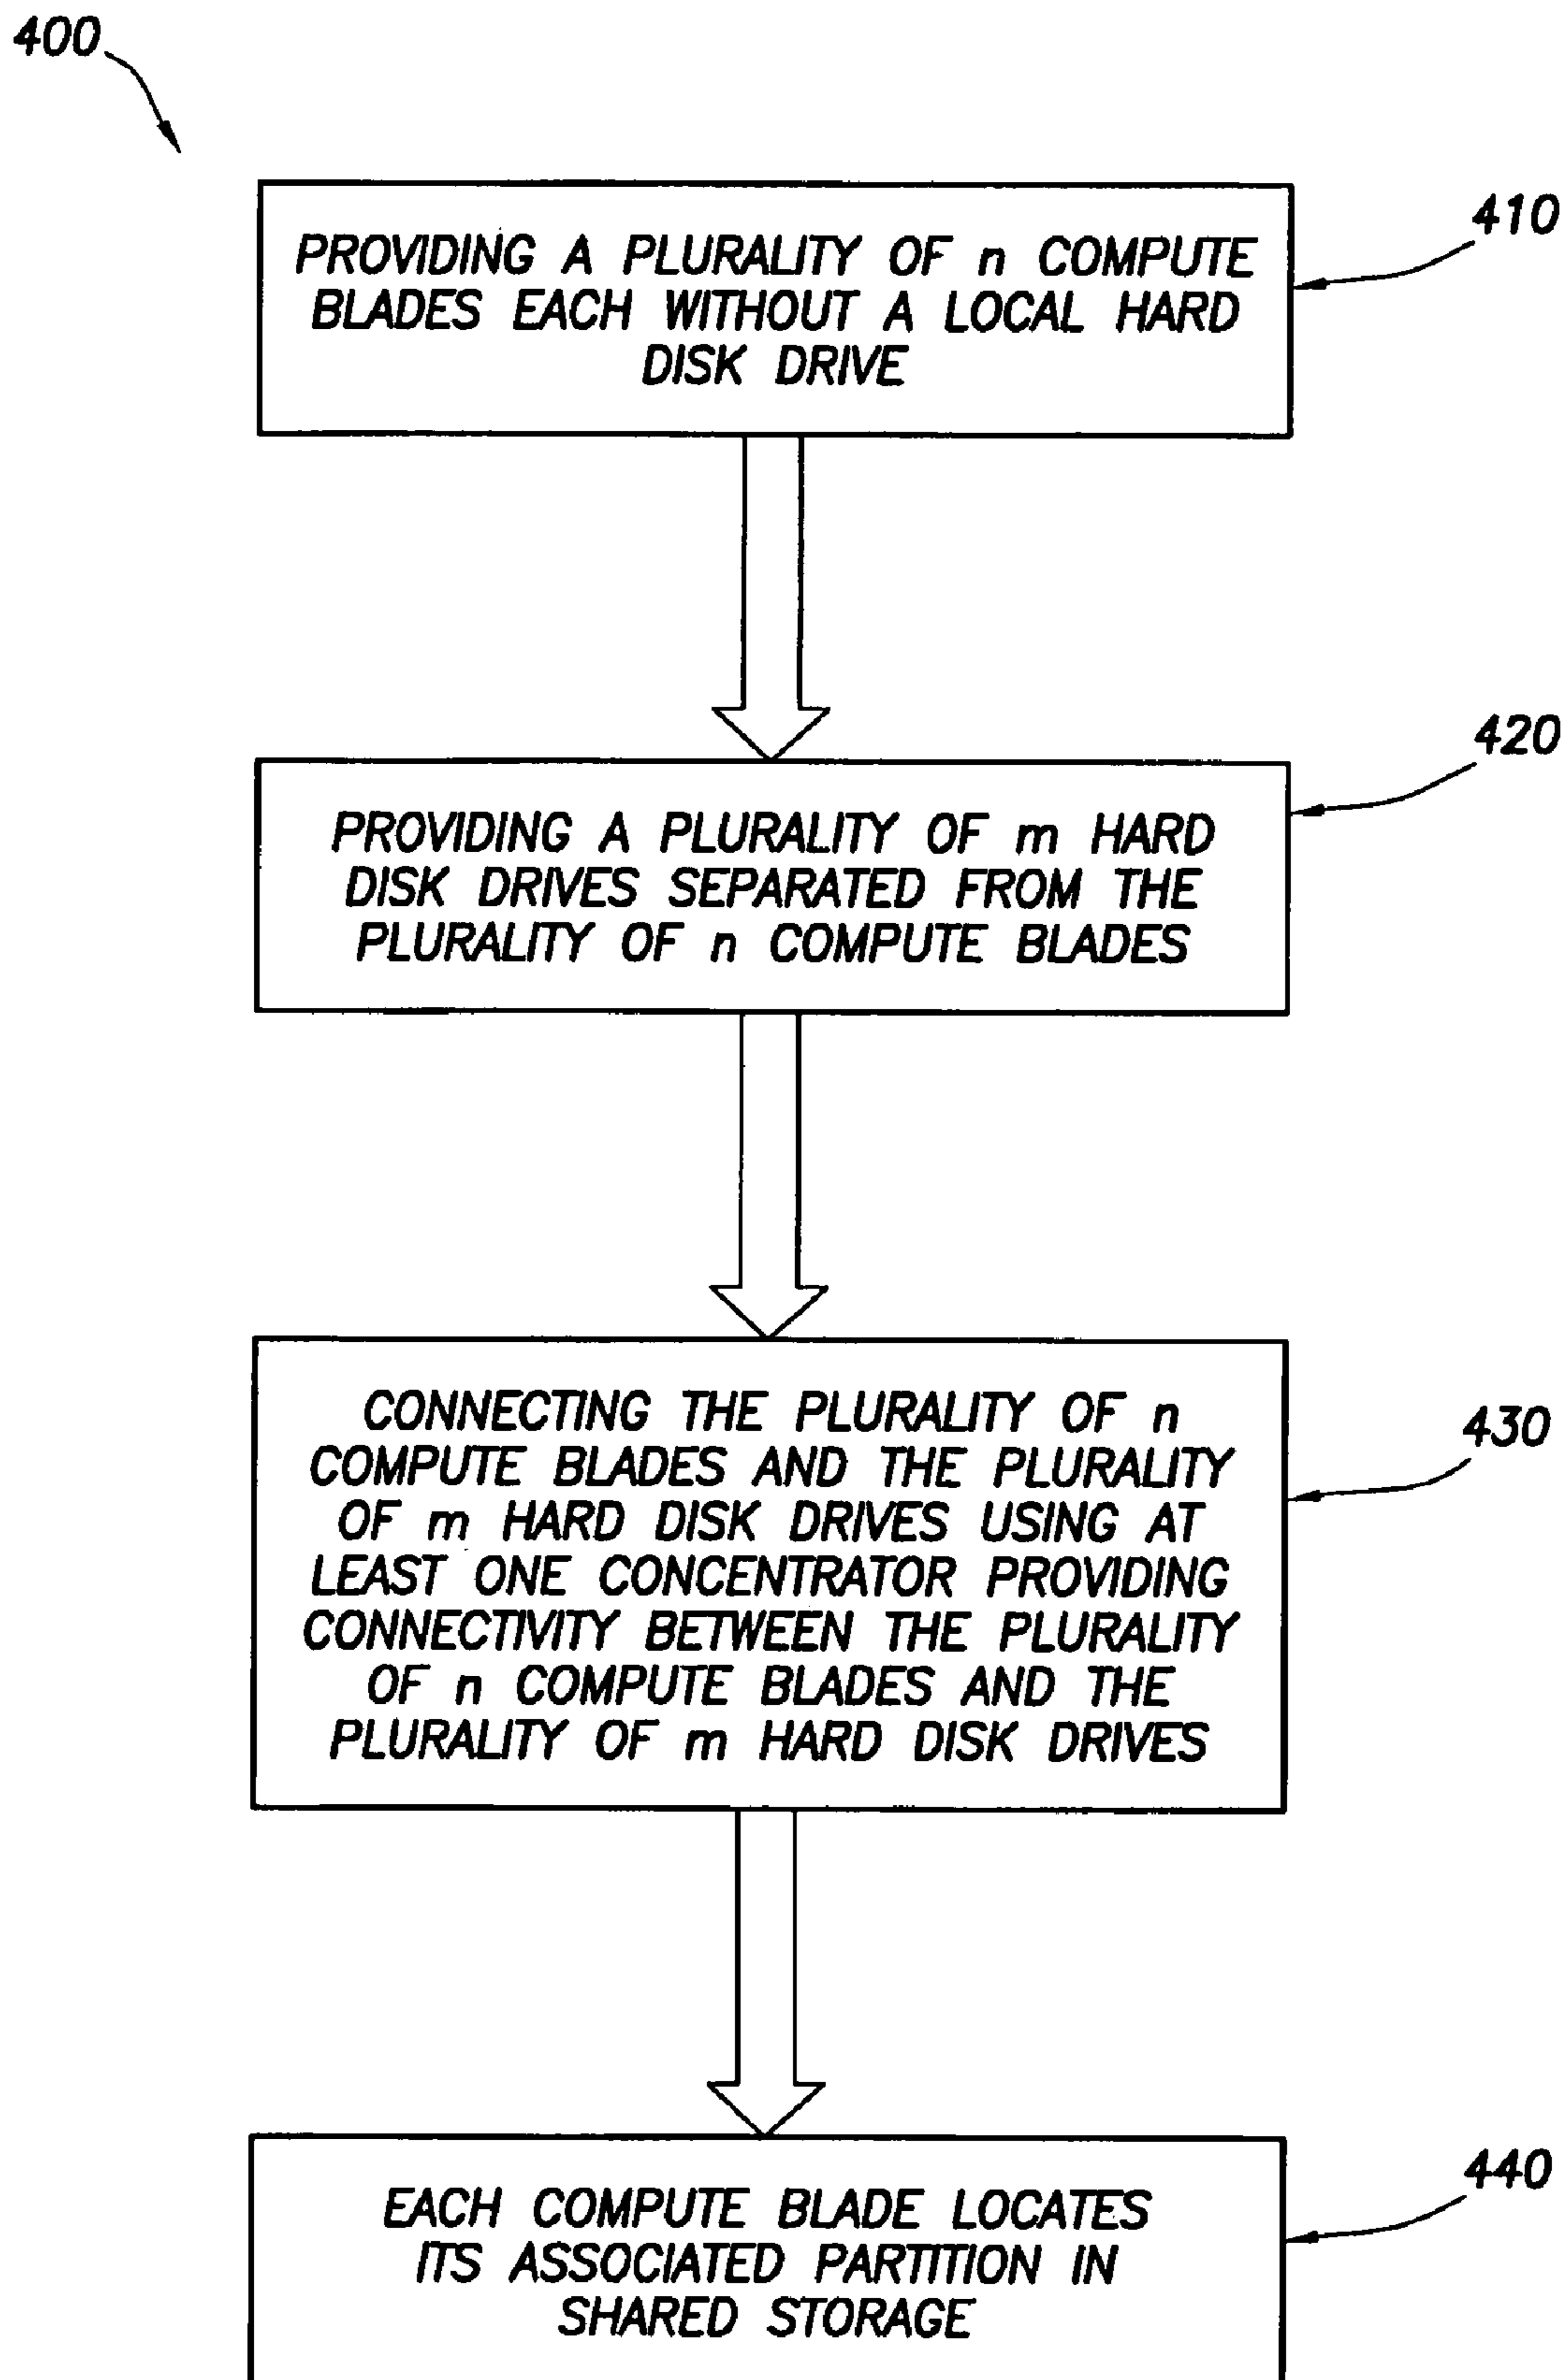 400
410
PROVIDING A PLURALITY OF n COMPUTE
BLADES EACH WITHOUT A LOCAL HARD
DISK DRIVE
420
PROVIDING A PLURALITY OF m HARD
DISK DRIVES SEPARATED FROM THE
PLURALITY OF n COMPUTE BLADES
430
CONNECTING THE PLURALITY OF n
COMPUTE BLADES AND THE PLURALITY
OF m HARD DISK DRIVES USING AT
LEAST ONE CONCENTRATOR PROVIDING
CONNECTIVITY BETWEEN THE PLURALITY
OF n COMPUTE BLADES AND THE
PLURALITY OF m HARD DISK DRIVES
440
EACH COMPUTE BLADE LOCATES
ITS ASSOCIATED PARTITION IN
SHARED STORAGE